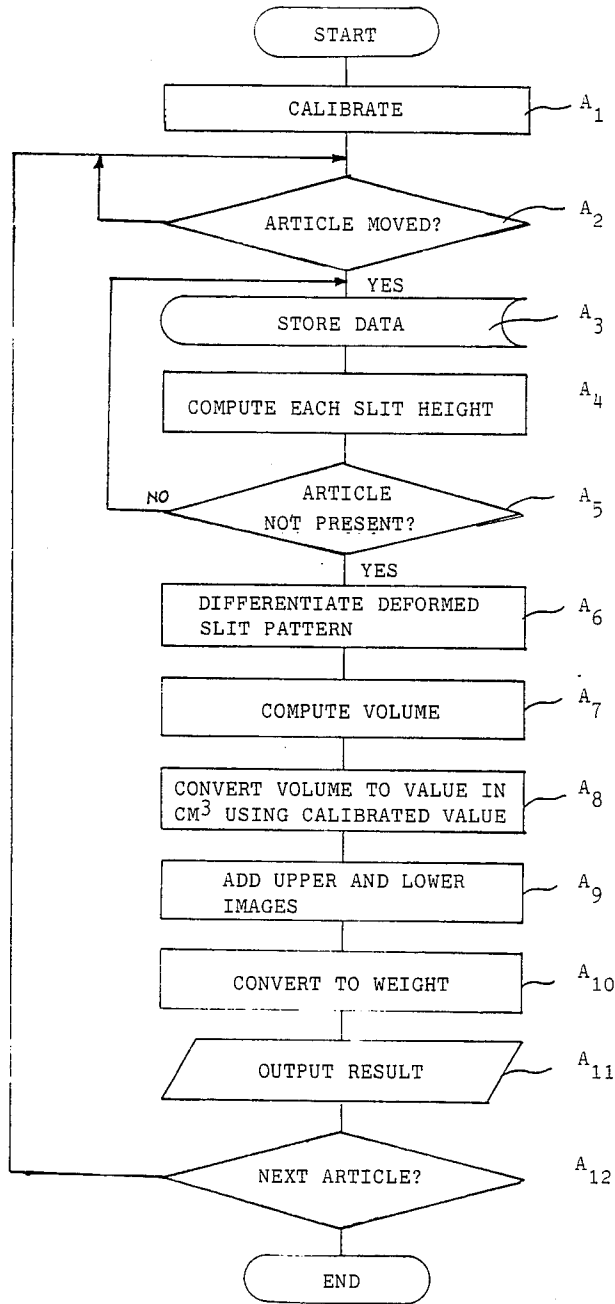 START
CALIBRATE
A1
ARTICLE MOVED?
A2
YES
STORE DATA
A3
COMPUTE EACH SLIT HEIGHT
A4
ARTICLE
NOT PRESENT?
A5
NO
YES
DIFFERENTIATE DEFORMED
SLIT PATTERN
A6
COMPUTE VOLUME
A7
CONVERT VOLUME TO VALUE IN
CM3 USING CALIBRATED VALUE
A8
ADD UPPER AND LOWER
IMAGES
A9
CONVERT TO WEIGHT
A10
OUTPUT RESULT
A11
NEXT ARTICLE?
A12
END